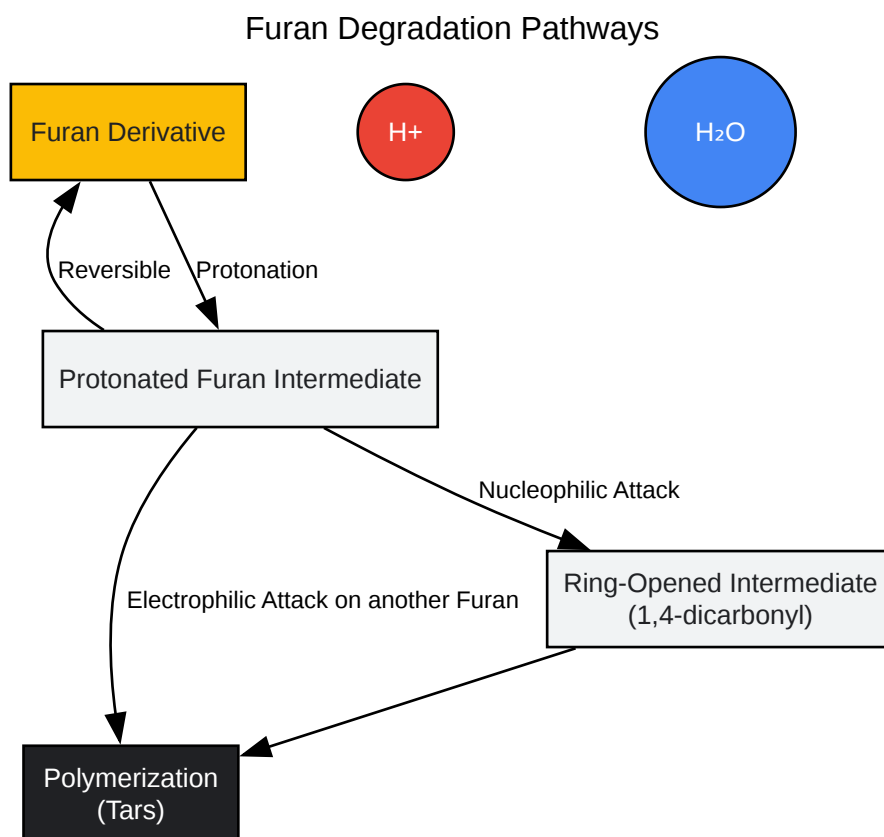 Furan Degradation Pathways
Furan Derivative
H+
H₂O
Reversible
Protonation
Protonated Furan Intermediate
Nucleophilic Attack
Ring-Opened Intermediate
(1,4-dicarbonyl)
Electrophilic Attack on another Furan
Polymerization
(Tars)